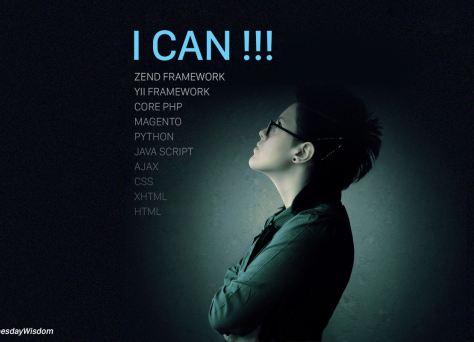 I CAN !!!
ZEND FRAMEWORK
YII FRAMEWORK
CORE PHP
MAGENTO
PYTHON
JAVA SCRIPT
AJAX
CSS
XHTML
HTML
esdayWisdom